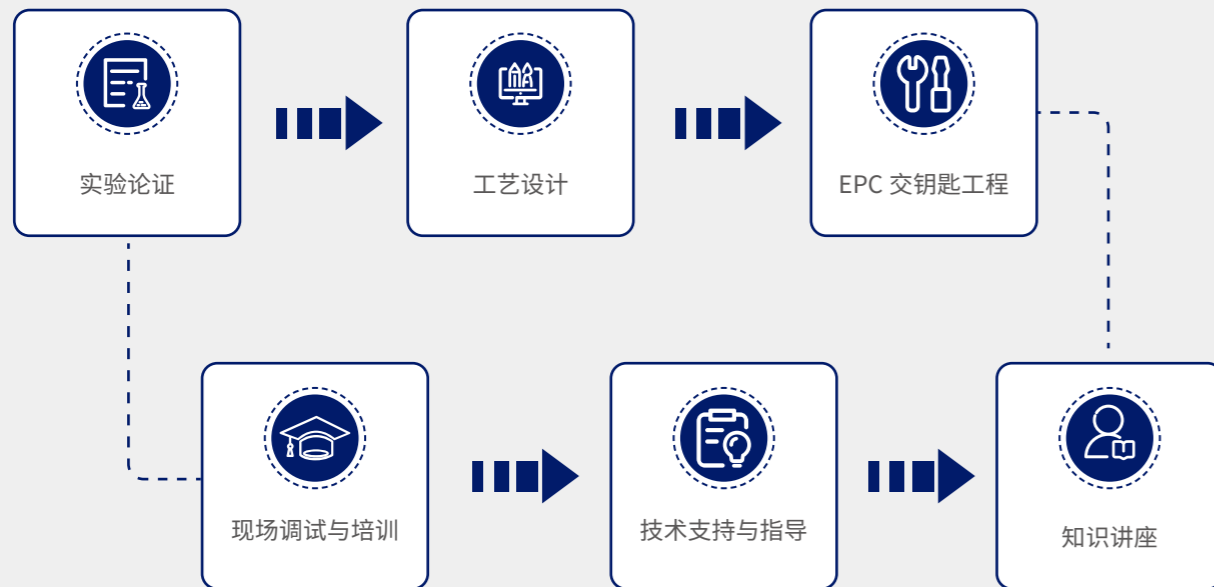 实验论证
工艺设计
EPC 交钥匙工程
现场调试与培训
技术支持与指导
知识讲座